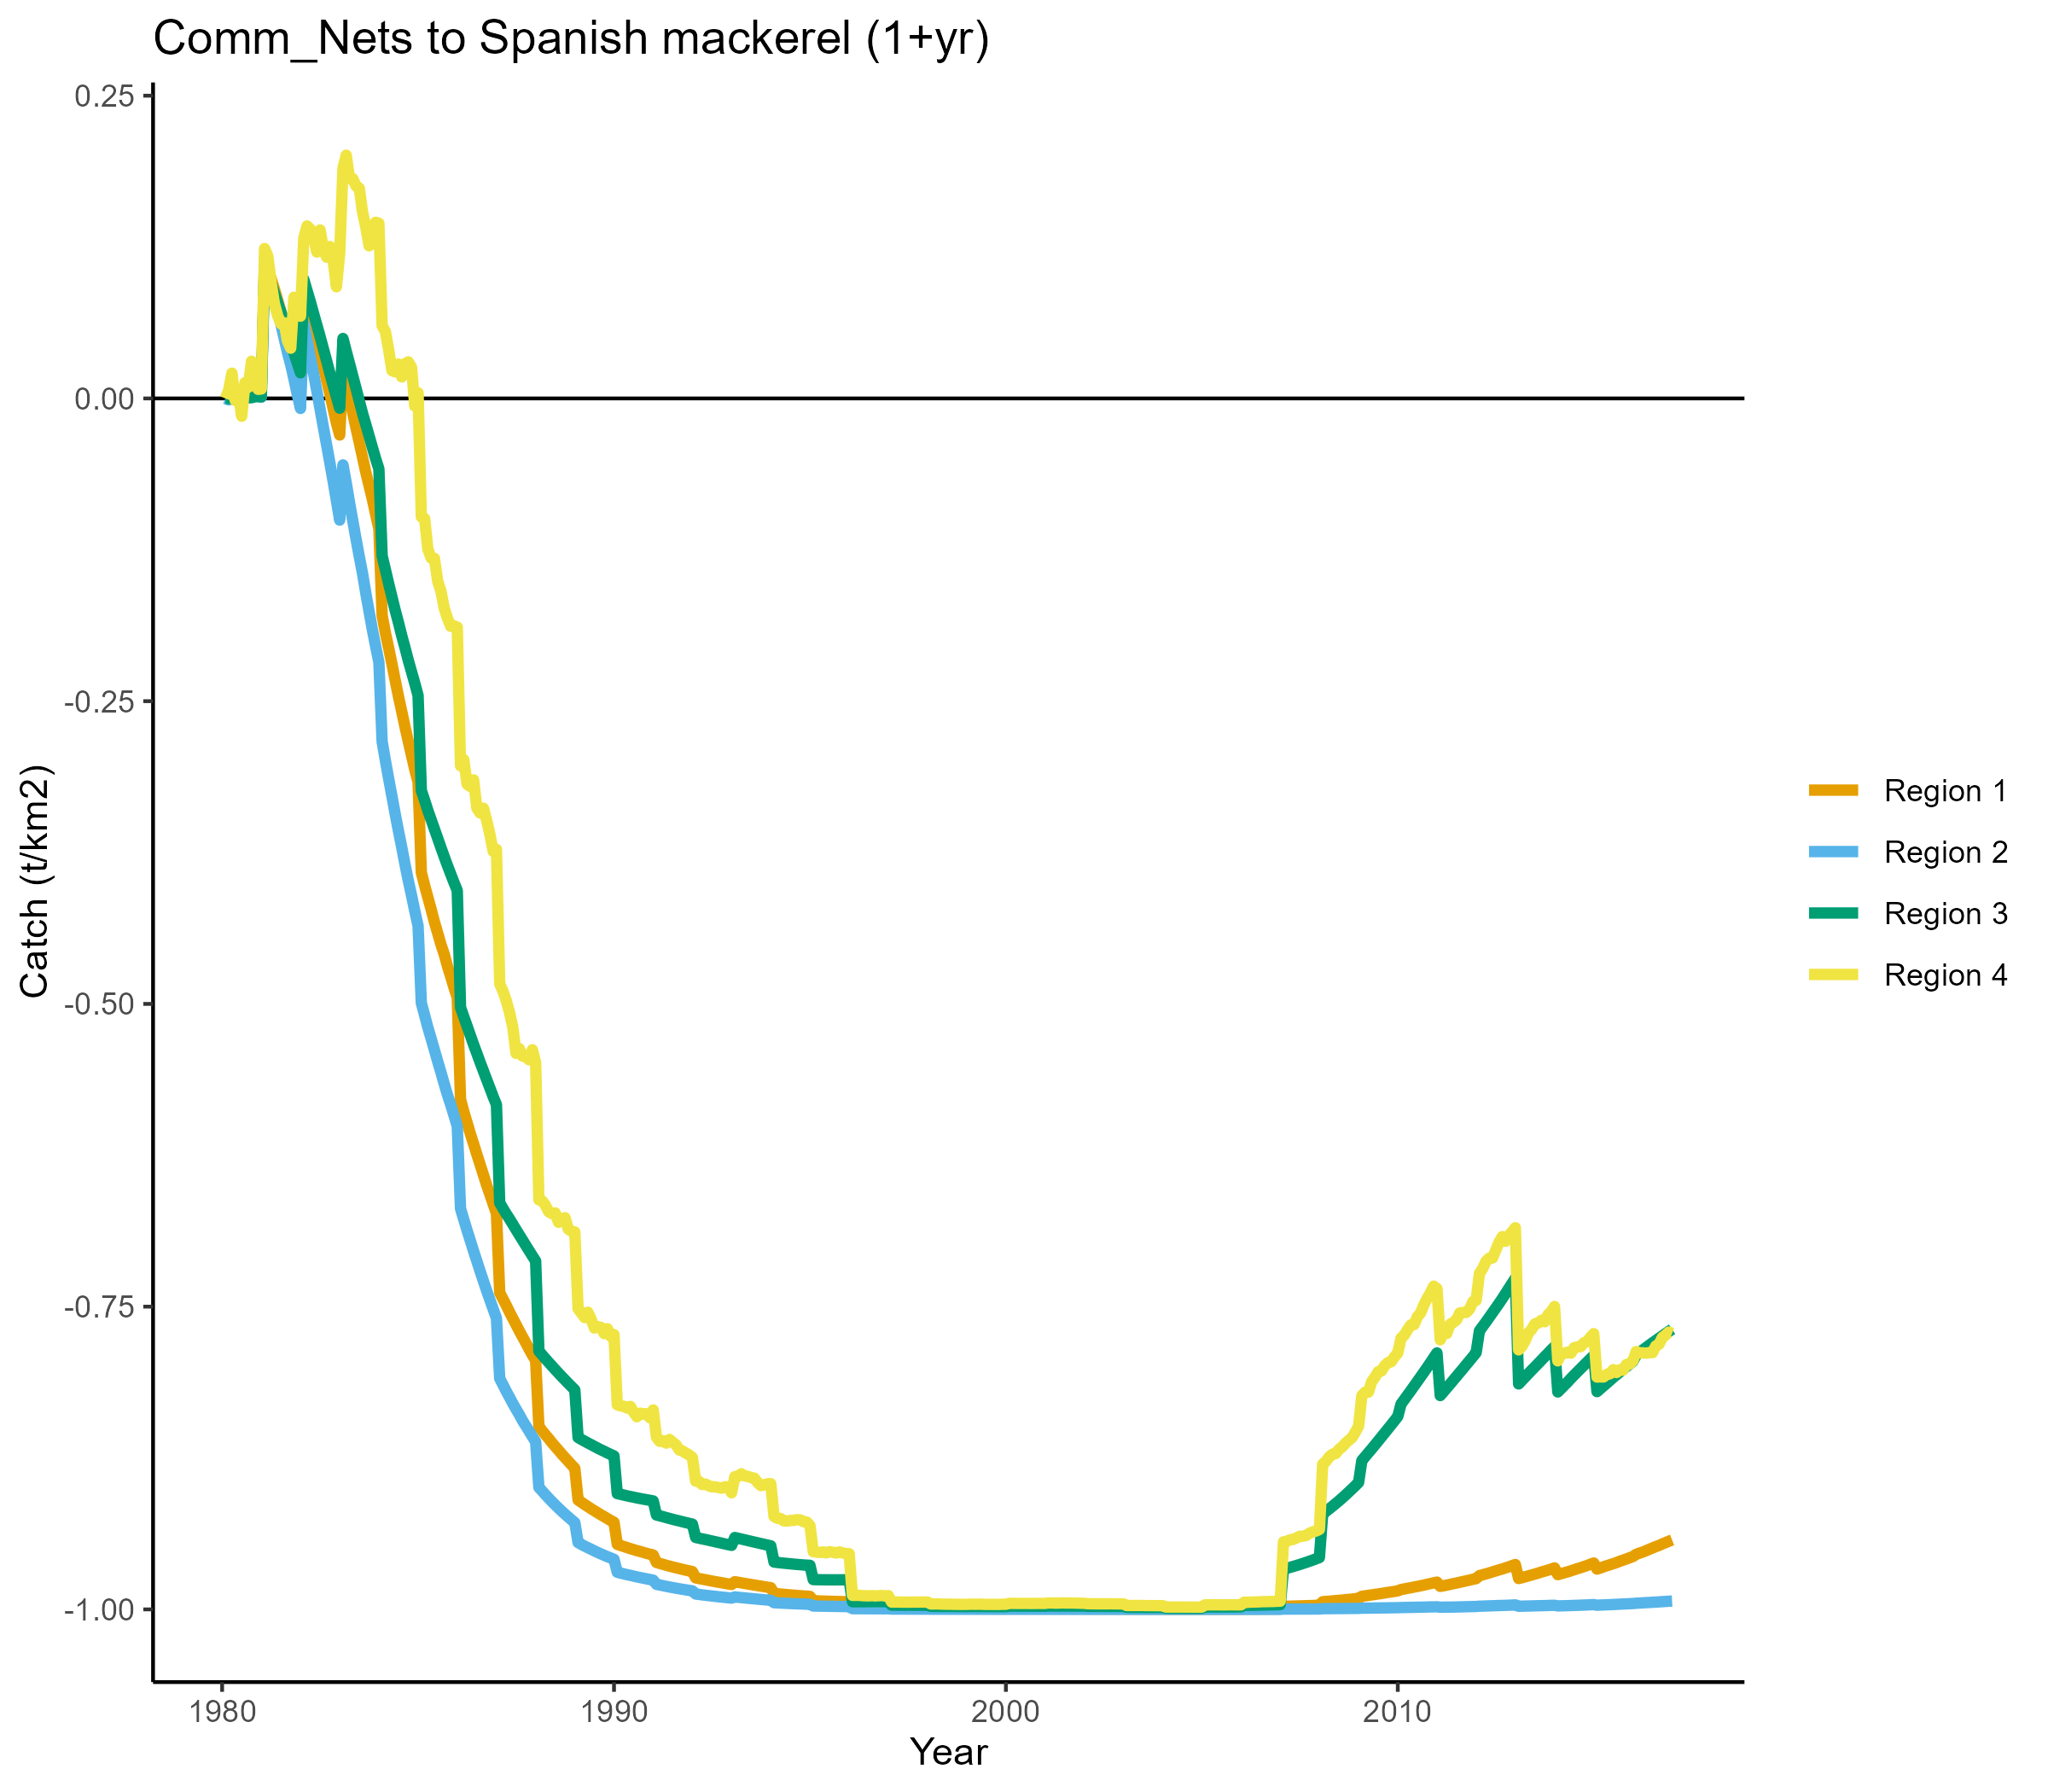 Comm_Nets to Spanish mackerel (1+yr)
0.25
0.00
-0.25
-0.50
-0.75
-1.00
Catch (t/km2)
1980
1990
2000
2010
Year
Region 1
Region 2
Region 3
Region 4